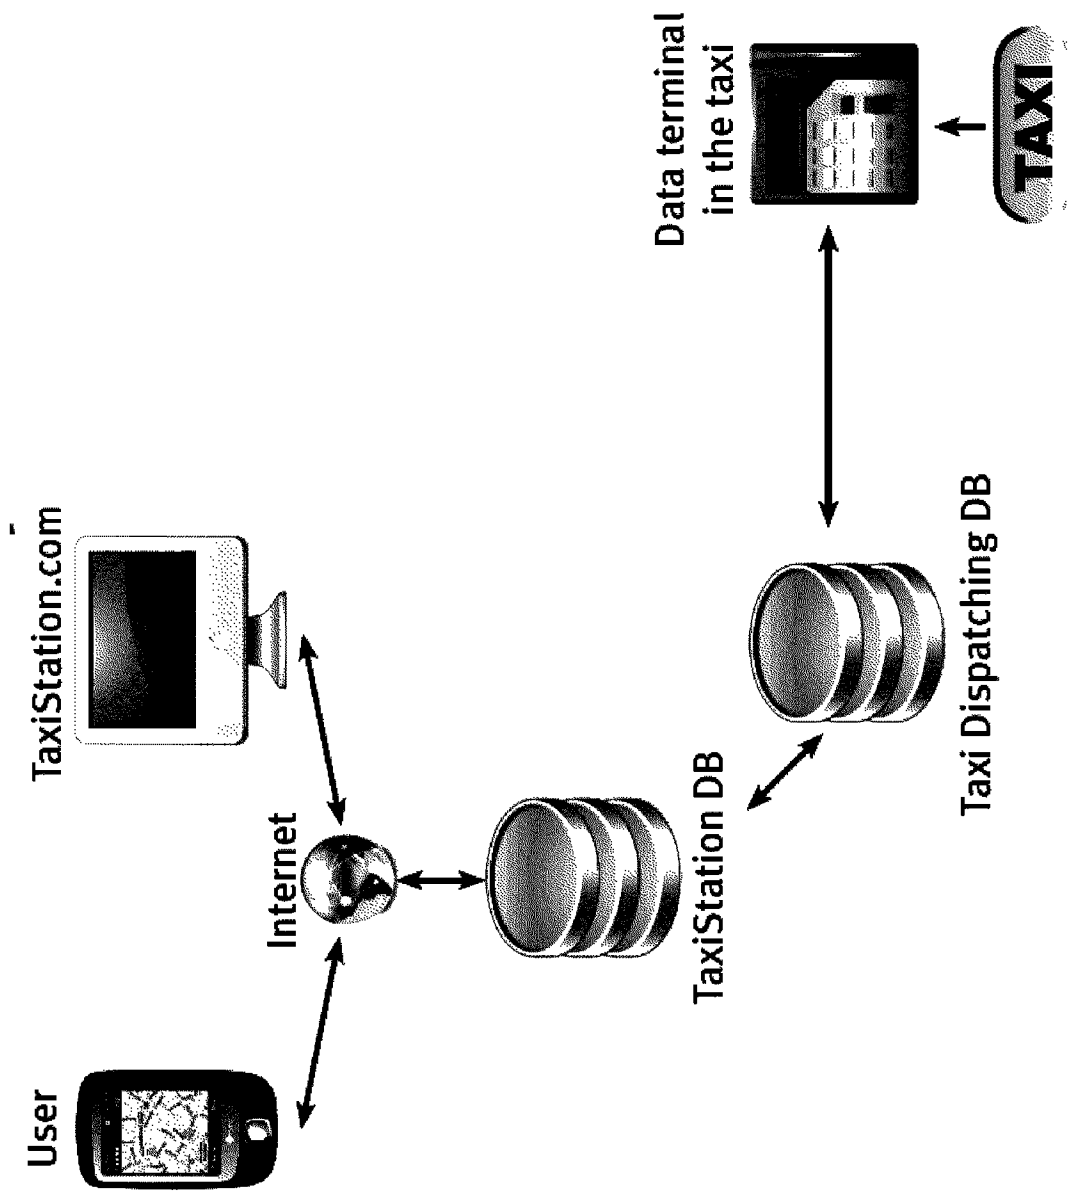 User
Internet
TaxiStation.com
TaxiStation DB
Taxi Dispatching DB
Data terminal
in the taxi
TAXI